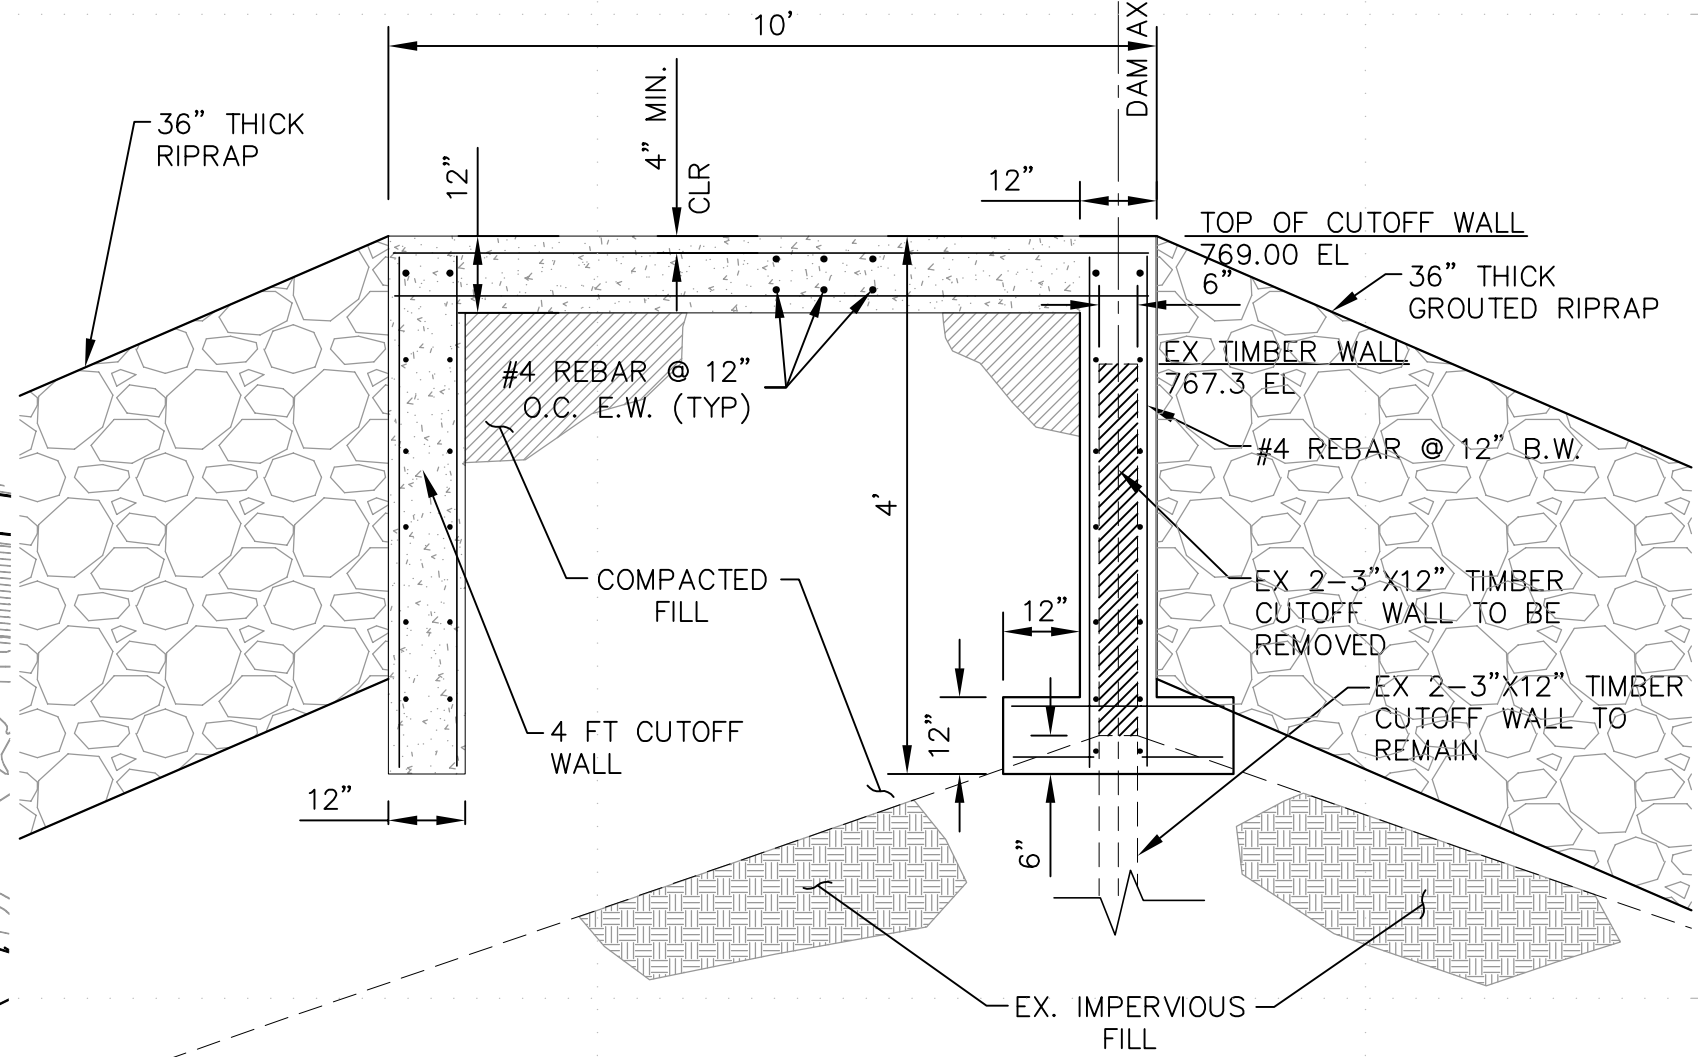 10'
DAM AX
36" THICK
RIPRAP
12"
4" MIN.
CLR
12"
TOP OF CUTOFF WALL
769.00 EL
6"
36" THICK
GROUTED RIPRAP
EX TIMBER WALL
767.3 EL
#4 REBAR @ 12"
O.C. E.W. (TYP)
#4 REBAR @ 12" B.W.
4'
COMPACTED
FILL
12"
EX 2-3"X12" TIMBER
CUTOFF WALL TO BE
REMOVED
EX 2-3"X12" TIMBER
CUTOFF WALL TO
REMAIN
4 FT CUTOFF
WALL
12"
12"
6"
EX. IMPERVIOUS
FILL